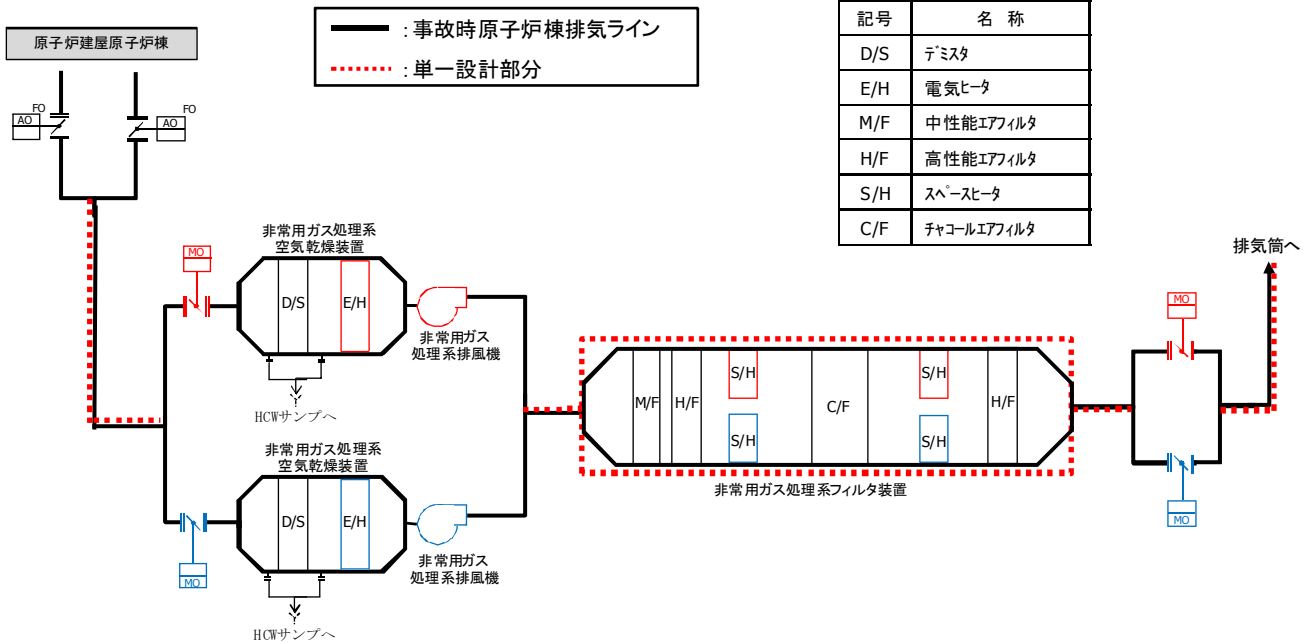 原子炉建屋原子炉棟
：事故時原子炉棟排気ライン
：単一設計部分
記号 名 称
D/S デミスタ
E/H 電気ヒータ
M/F 中性能エアフィルタ
H/F 高性能エアフィルタ
S/H スペースヒータ
C/F チャコールエアフィルタ
FO
AO
FO
AO
MO
非常用ガス処理系
空気乾燥装置
D/S
E/H
非常用ガス
処理系排風機
HCWサンプへ
MO
非常用ガス処理系
空気乾燥装置
D/S
E/H
非常用ガス
処理系排風機
HCWサンプへ
M/F
H/F
S/H
S/H
C/F
S/H
S/H
H/F
非常用ガス処理系フィルタ装置
MO
MO
排気筒へ